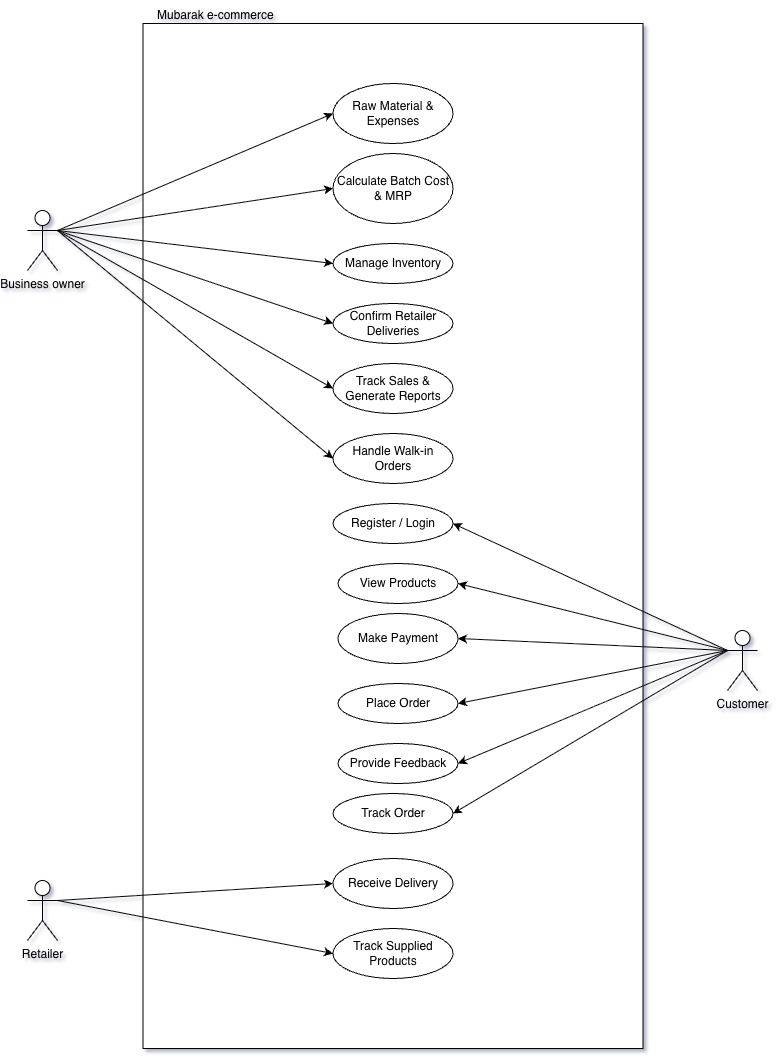 Mubarak e-commerce
Raw Material &
Expenses
Calculate Batch Cost
& MRP
Business owner
Manage Inventory
Confirm Retailer
Deliveries
Track Sales &
Generate Reports
Handle Walk-in
Orders
Register / Login
View Products
Make Payment
Customer
Place Order
Provide Feedback
Track Order
Receive Delivery
Retailer
Track Supplied
Products